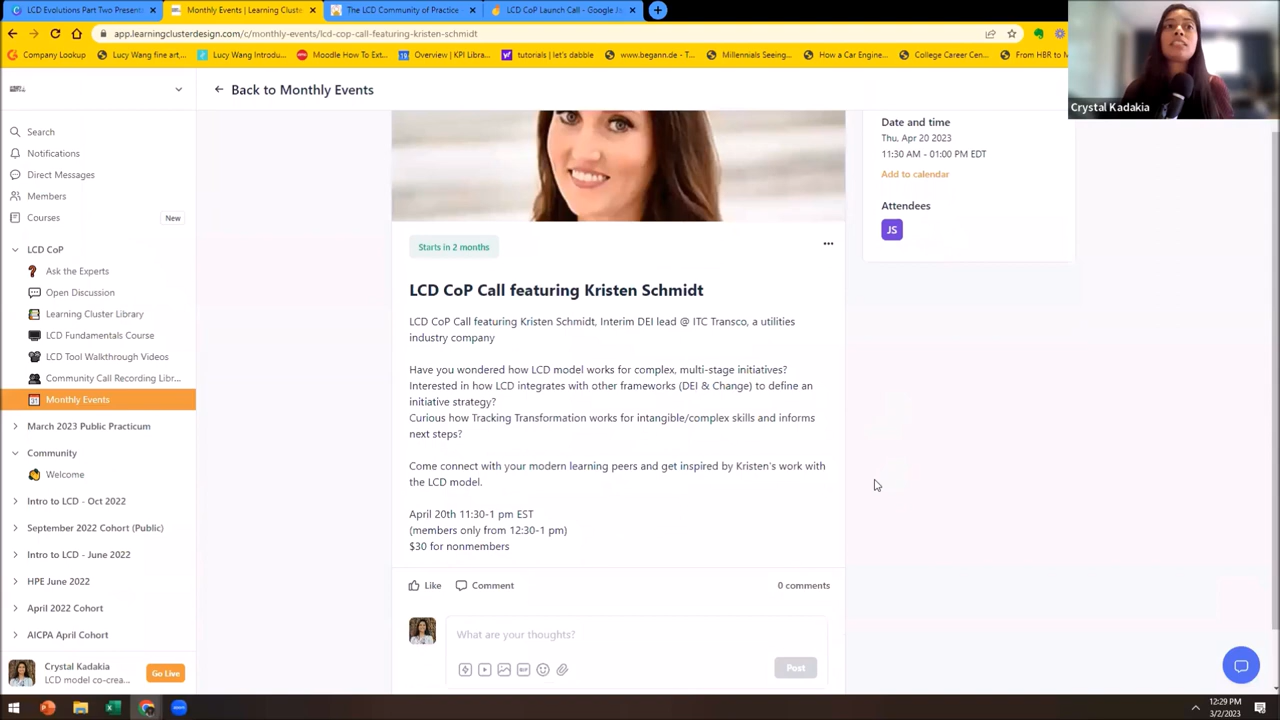 LCD Evolutions Part Two Present
Monthly Events | Learning Cluste
The LCD Community of Practice
LCD CoP Launch Call - Google J
app.learningclusterdesign.com/c/monthly-events/lcd-cop-call-featuring-kristen-schmidt
Company Lookup
Lucy Wang fine art,...
Lucy Wang Introdu...
Moodle How To Ext...
Overview | KPI Libra...
tutorials | let's dabble
www.begann.de - T...
Millennials Seeing...
How a Car Engine...
College Career Cen...
From HBR to M
Crystal Kadakia
Back to Monthly Events
Search
Notifications
Direct Messages
Members
Courses
New
LCD CoP
Ask the Experts
Open Discussion
Learning Cluster Library
LCD Fundamentals Course
LCD Tool Walkthrough Videos
Community Call Recording Libr...
Monthly Events
March 2023 Public Practicum
Community
Welcome
Intro to LCD - Oct 2022
September 2022 Cohort (Public)
Intro to LCD - June 2022
HPE June 2022
April 2022 Cohort
AICPA April Cohort
Crystal Kadakia
LCD model co-crea...
Go Live
Starts in 2 months
LCD CoP Call featuring Kristen Schmidt
LCD CoP Call featuring Kristen Schmidt, Interim DEI lead @ ITC Transco, a utilities
industry company
Have you wondered how LCD model works for complex, multi-stage initiatives?
Interested in how LCD integrates with other frameworks (DEI & Change) to define an
initiative strategy?
Curious how Tracking Transformation works for intangible/complex skills and informs
next steps?
Come connect with your modern learning peers and get inspired by Kristen's work with
the LCD model.
April 20th 11:30-1 pm EST
(members only from 12:30-1 pm)
$30 for nonmembers
Like
Comment
0 comments
What are your thoughts?
GIF
Post
Date and time
Thu, Apr 20 2023
11:30 AM - 01:00 PM EDT
Add to calendar
Attendees
JS
12:29 PM
3/2/2023